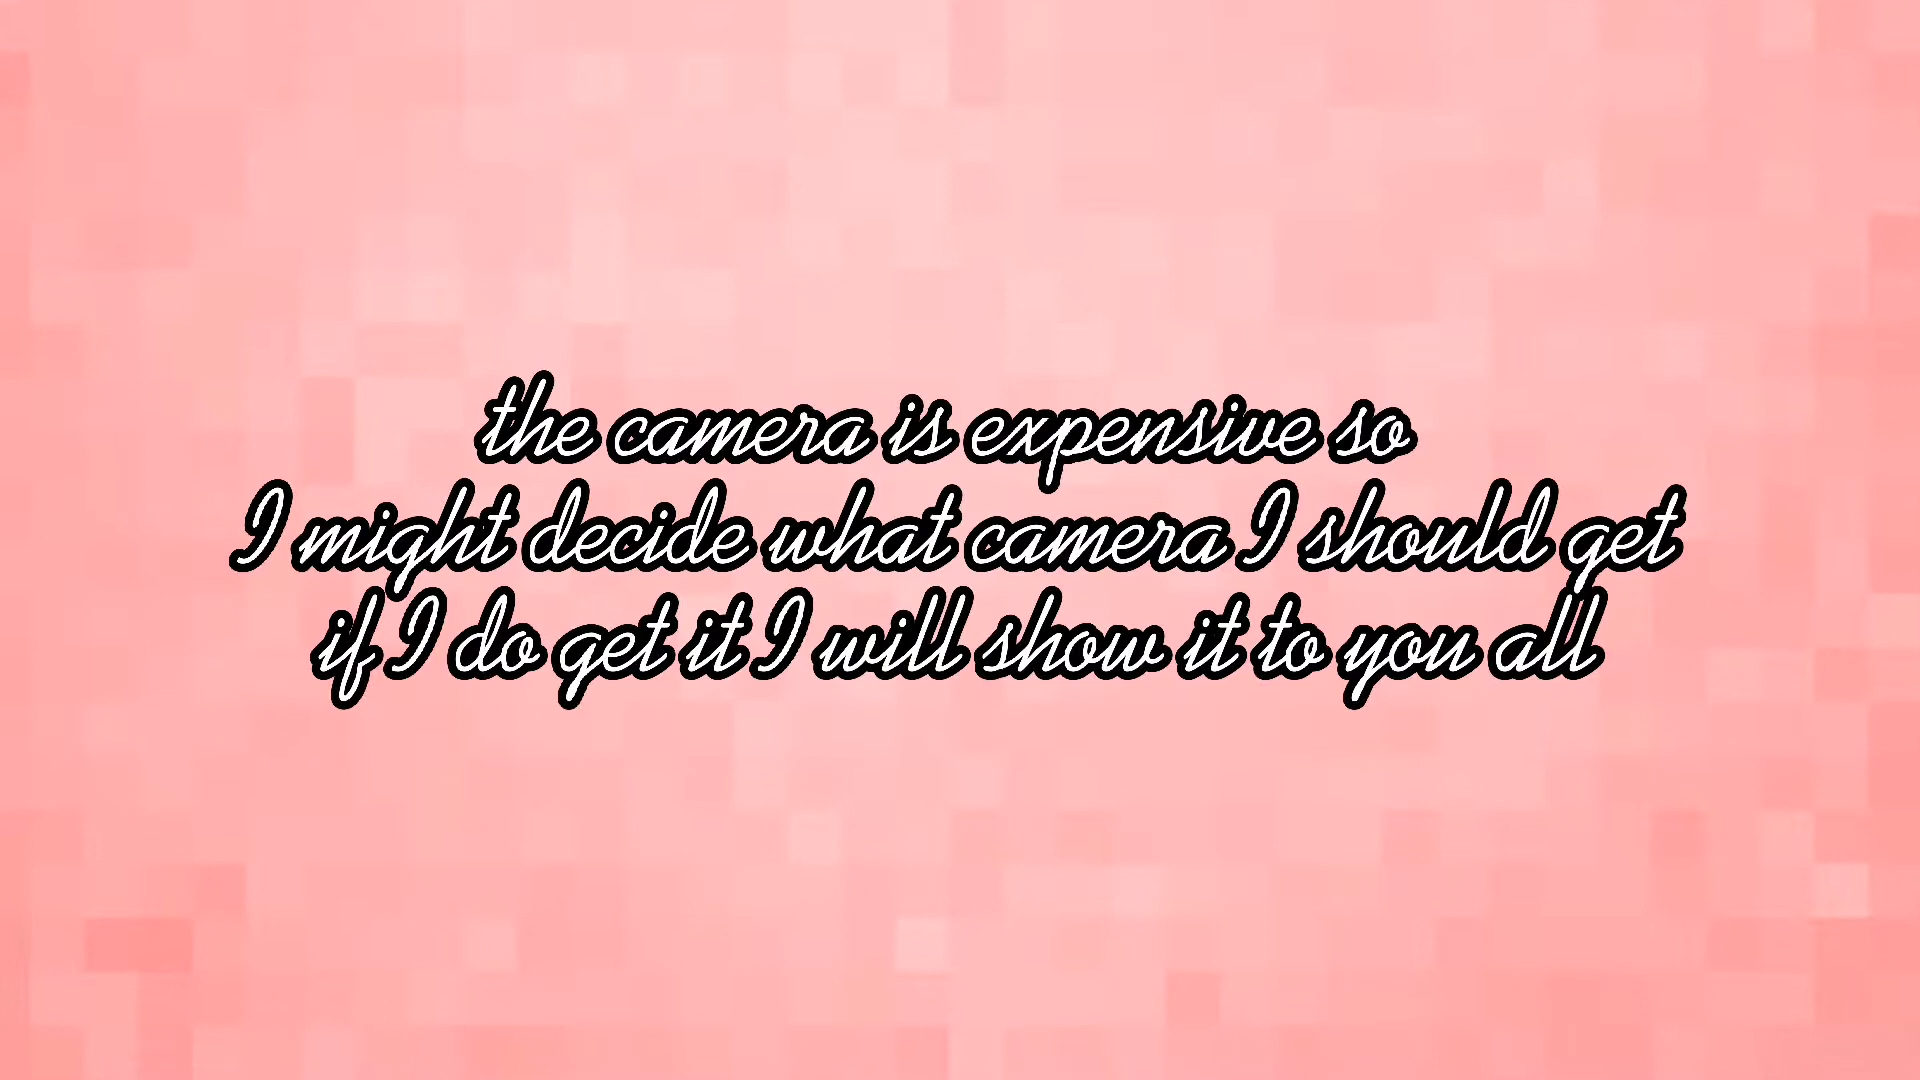 the camera is expensive so
I might decide what camera I should get
if I do get it I will show it to you all